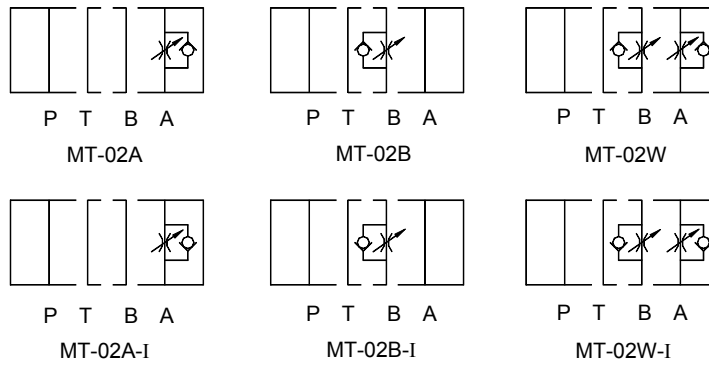 P T B A
P T B A
P T B A
MT-02A
MT-02B
MT-02W
P T B A
P T B A
P T B A
MT-02A-I
MT-02B-I
MT-02W-I